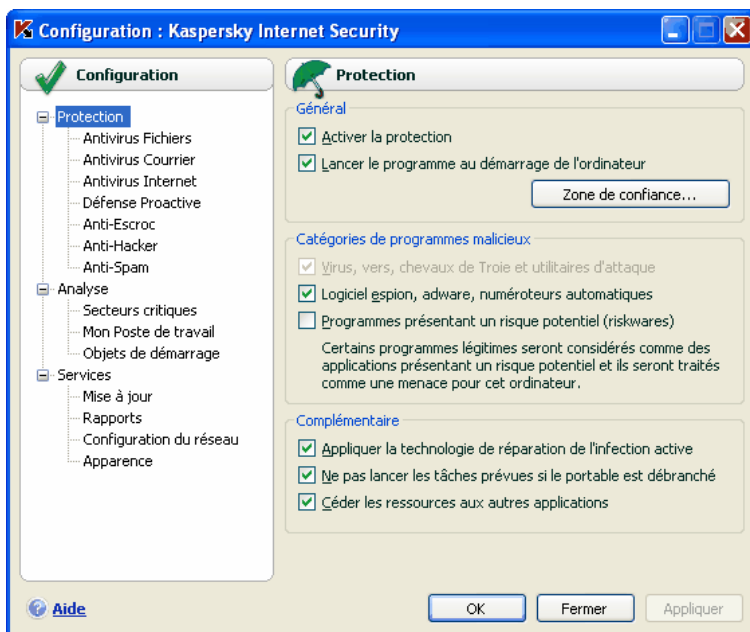 Configuration : Kaspersky Internet Security
Configuration
Protection
Antivirus Fichiers
Antivirus Courrier
Antivirus Internet
Défense Proactive
Anti-Escroc
Anti-Hacker
Anti-Spam
Analyse
Secteurs critiques
Mon Poste de travail
Objets de démarrage
Services
Mise à jour
Rapports
Configuration du réseau
Apparence
Protection
Général
Activer la protection
Lancer le programme au démarrage de l'ordinateur
Zone de confiance...
Catégories de programmes malicieux
Virus, vers, chevaux de Troie et utilitaires d'attaque
Logiciel espion, adware, numéroteurs automatiques
Programmes présentant un risque potentiel (riskwares)
Certains programmes légitimes seront considérés comme des
applications présentant un risque potentiel et ils seront traités
comme une menace pour cet ordinateur.
Complémentaire
Appliquer la technologie de réparation de l'infection active
Ne pas lancer les tâches prévues si le portable est débranché
Céder les ressources aux autres applications
Aide
OK
Fermer
Appliquer